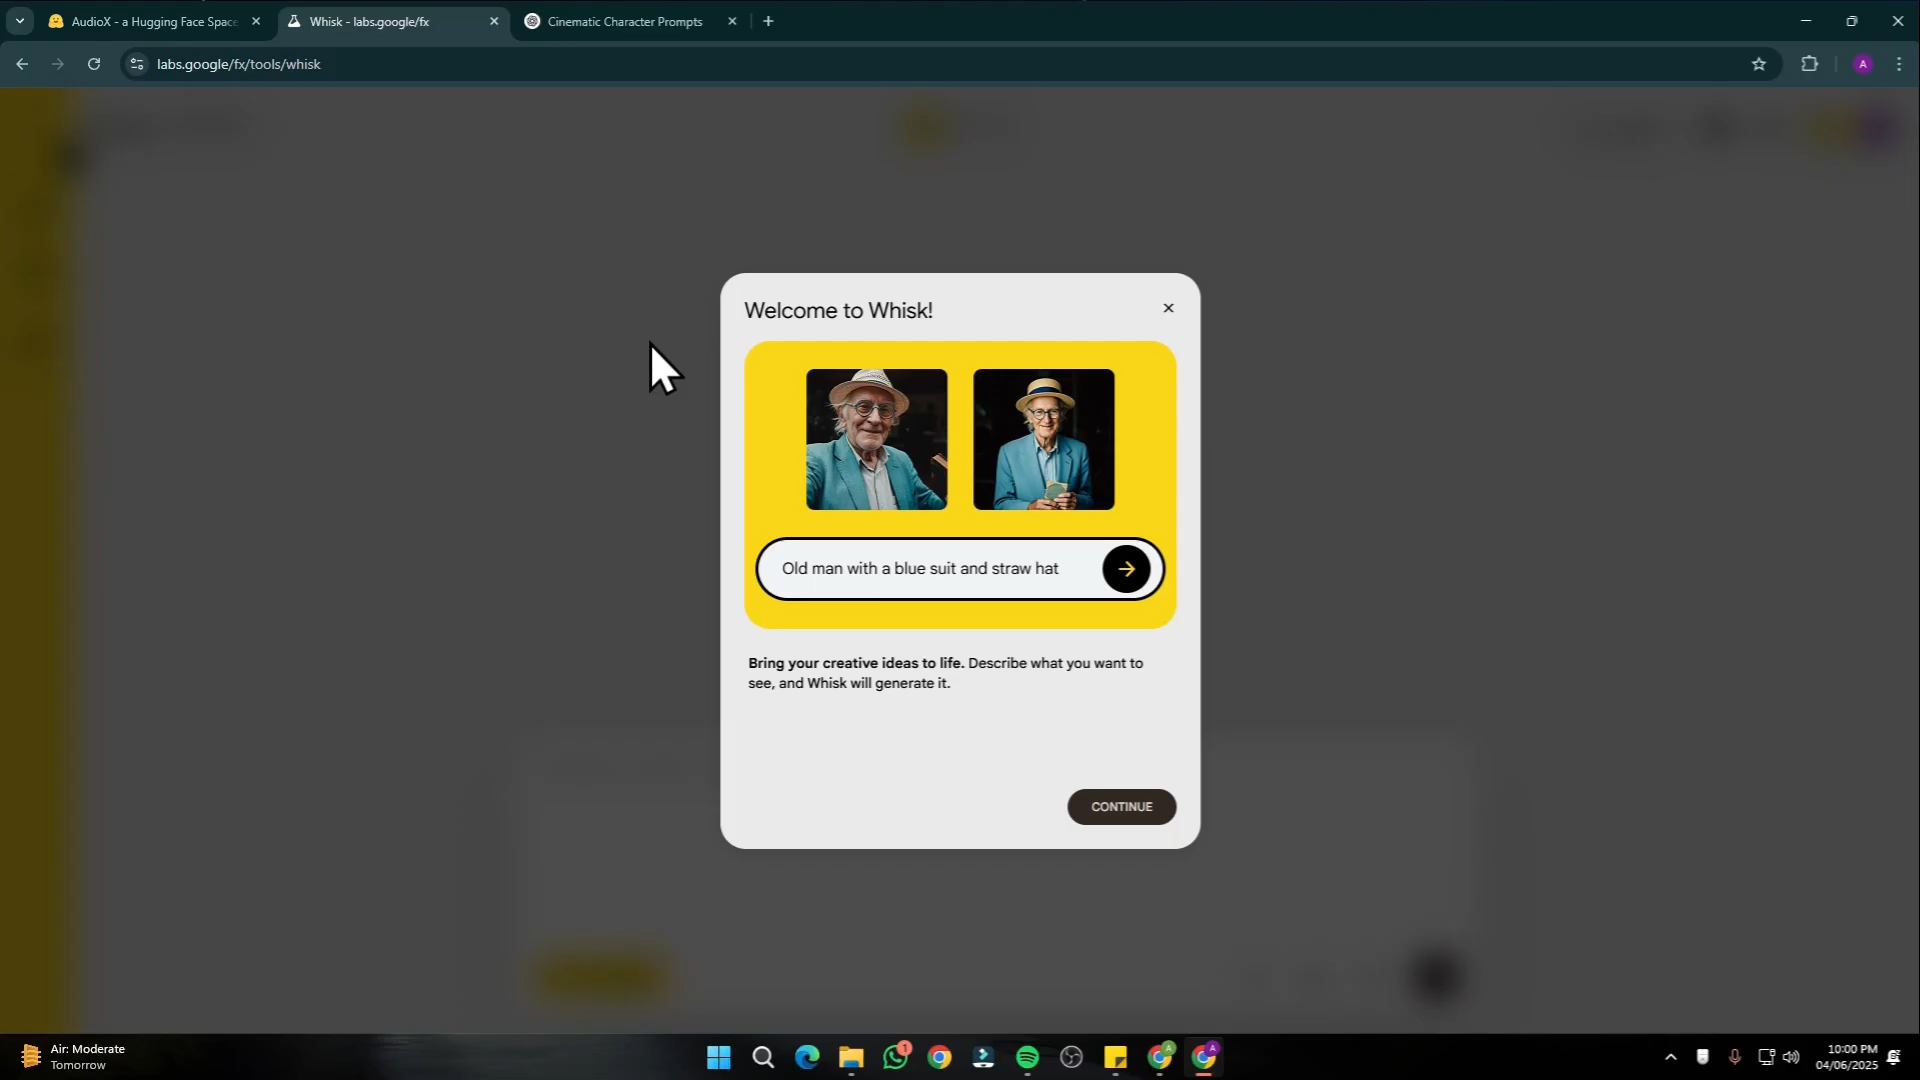 AudioX - a Hugging Face Space
Whisk - labs.google/fx
Cinematic Character Prompts
labs.google/fx/tools/whisk
A
Welcome to Whisk!
Old man with a blue suit and straw hat
Bring your creative ideas to life. Describe what you want to
see, and Whisk will generate it.
CONTINUE
Air: Moderate
Tomorrow
1
A
A
10:00 PM
04/06/2025